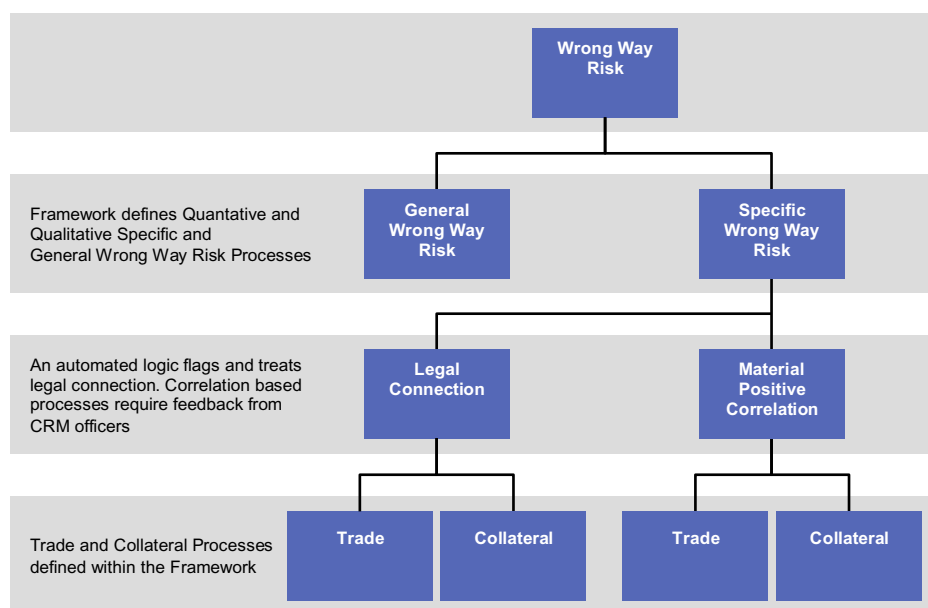 Wrong Way
Risk
Framework defines Quantative and
Qualitative Specific and
General Wrong Way Risk Processes
General
Wrong Way
Risk
Specific
Wrong Way
Risk
An automated logic flags and treats
legal connection. Correlation based
processes require feedback from
CRM officers
Legal
Connection
Material
Positive
Correlation
Trade and Collateral Processes
defined within the Framework
Trade
Collateral
Trade
Collateral